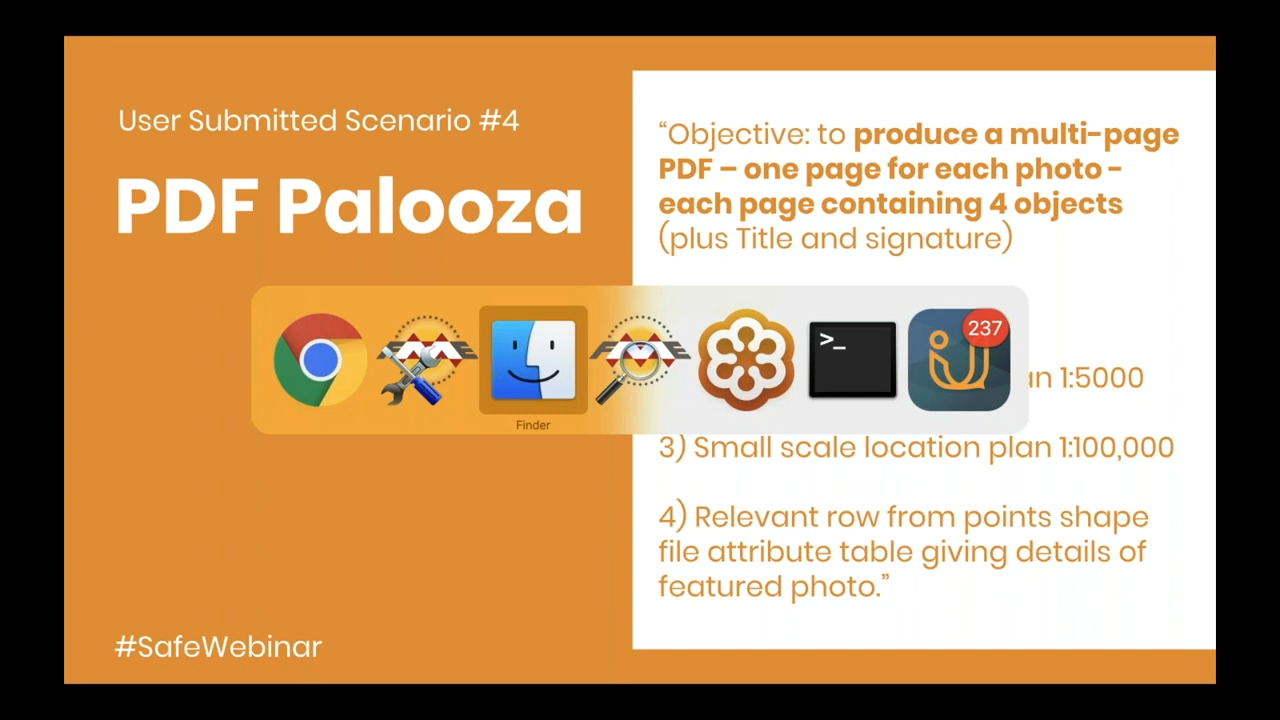 User Submitted Scenario #4
PDF Palooza
#SafeWebinar
“Objective: to produce a multi-page
PDF – one page for each photo -
each page containing 4 objects
(plus Title and signature)
1:5000
3) Small scale location plan 1:100,000
4) Relevant row from points shape
file attribute table giving details of
featured photo.”
FME
Finder
FME
>_
237